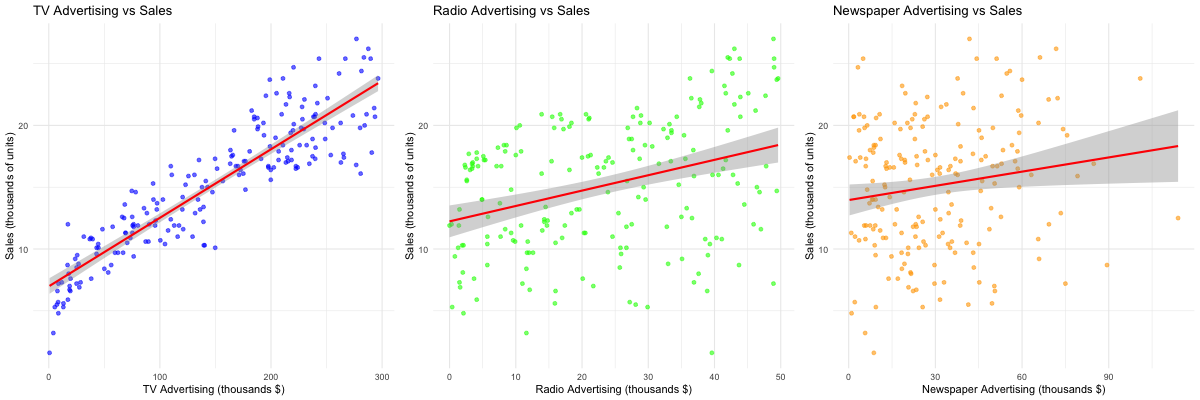 TV Advertising vs Sales
Sales (thousands of units)
20
10
0
100
200
300
TV Advertising (thousands $)
Radio Advertising vs Sales
Sales (thousands of units)
20
10
0
10
20
30
40
50
Radio Advertising (thousands $)
Newspaper Advertising vs Sales
Sales (thousands of units)
20
10
0
30
60
90
Newspaper Advertising (thousands $)